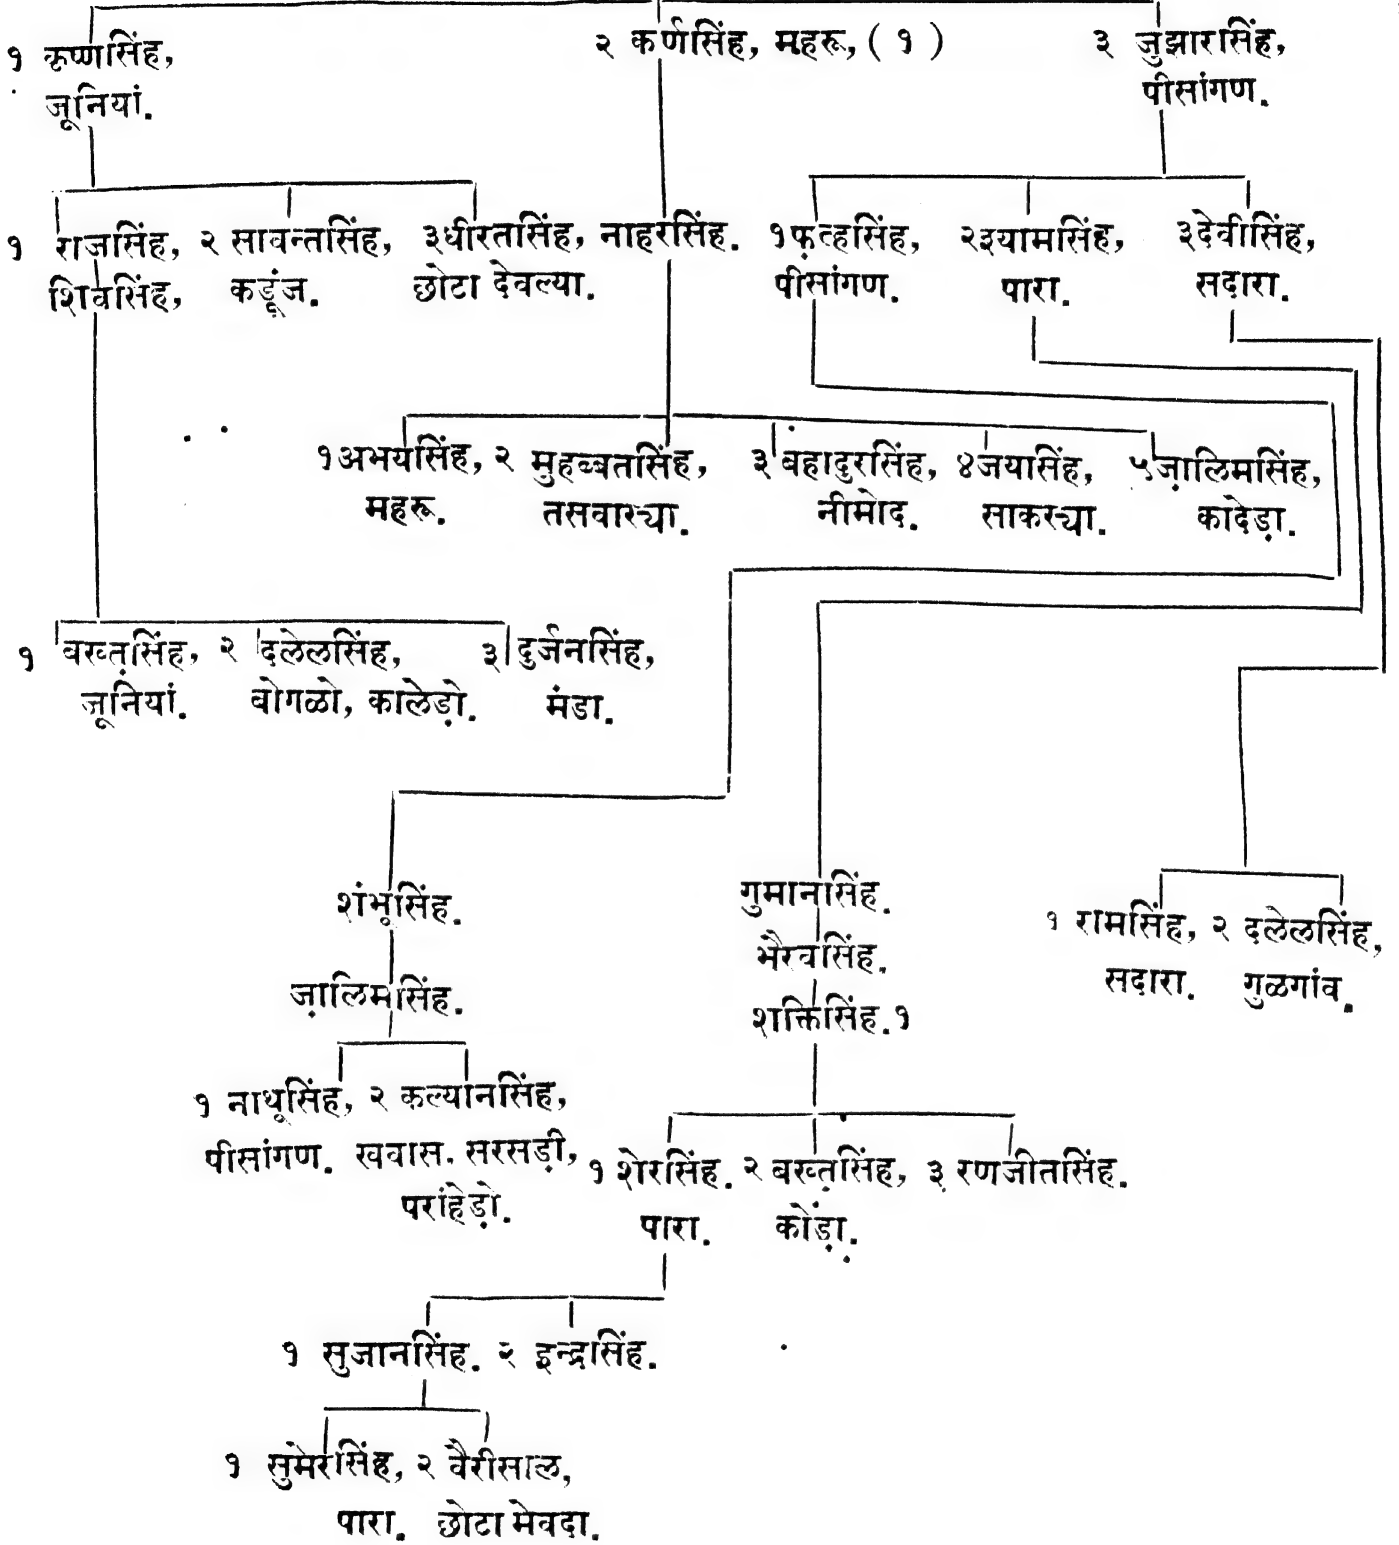 १ कृष्णसिंह, २ कर्णसिंह, महरू, ( १ ) ३ जुझारसिंह,
जूनियां. पीसांगण.
१ राजसिंह, २ सावन्तसिंह, ३धीरतसिंह, नाहरसिंह. १फ़त्हसिंह, २श्यामसिंह, ३देवीसिंह,
शिवसिंह, कडूंज. छोटा देवल्या. पीसांगण. पारा. सदारा.
१अभयसिंह, २ मुहब्बतसिंह, ३ बहादुरसिंह, ४जयसिंह, ५ज़ालिमसिंह,
महरू. तसवास्या. नीमोद. साकस्या. कादेड़ा.
१ बख़्तसिंह, २ दलेलसिंह, ३ दुर्जनसिंह,
जूनियां. बोगळो, कालेड़ो. मंडा.
शंभूसिंह. गुमानसिंह.
१ रामसिंह, २ दलेलसिंह,
भैरवसिंह.
सदारा. गुळगांव.
ज़ालिमसिंह.
शक्तिसिंह. १
१ नाथूसिंह, २ कल्यानसिंह,
पीसांगण. खवास. सरसड़ी,
परांहेड़ो.
१ शेरसिंह. २ बख़्तसिंह, ३ रणजीतसिंह.
पारा. कोंड़ा.
१ सुजानसिंह. २ इन्द्रसिंह.
१ सुमेरसिंह, २ वैरीसाल,
पारा. छोटा मेवदा.